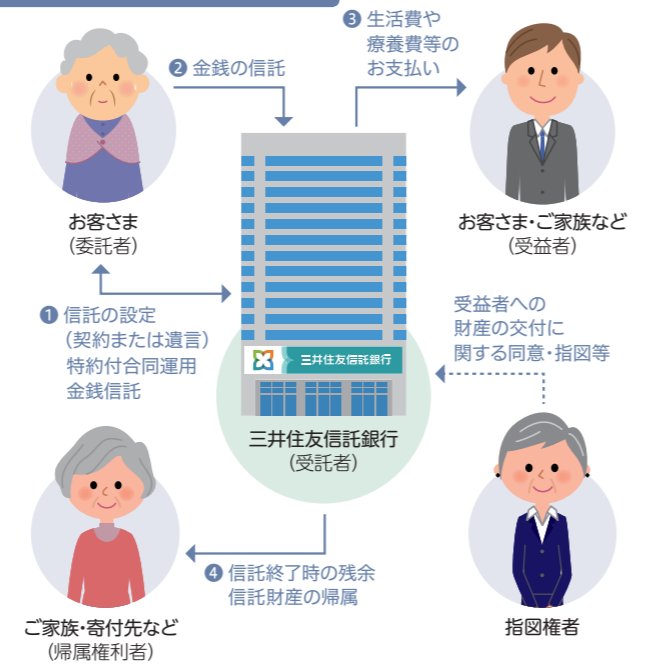 ❸ 生活費や
療養費等の
お支払い
❷ 金銭の信託
お客さま
(委託者)
お客さま・ご家族など
(受益者)
❶ 信託の設定
(契約または遺言)
特約付合同運用
金銭信託
受益者への
財産の交付に
関する同意・指図等
三井住友信託銀行
三井住友信託銀行
(受託者)
❹ 信託終了時の残余
信託財産の帰属
ご家族・寄付先など
(帰属権利者)
指図権者